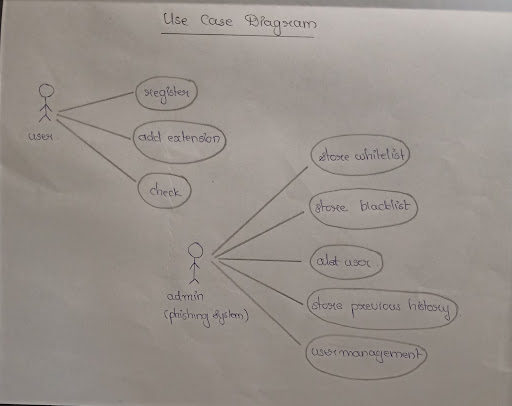 Use Case Diagram
register
user
add extension
check
store whitelist
store blacklist
alert user
admin
(phishing system)
store previous history
user management